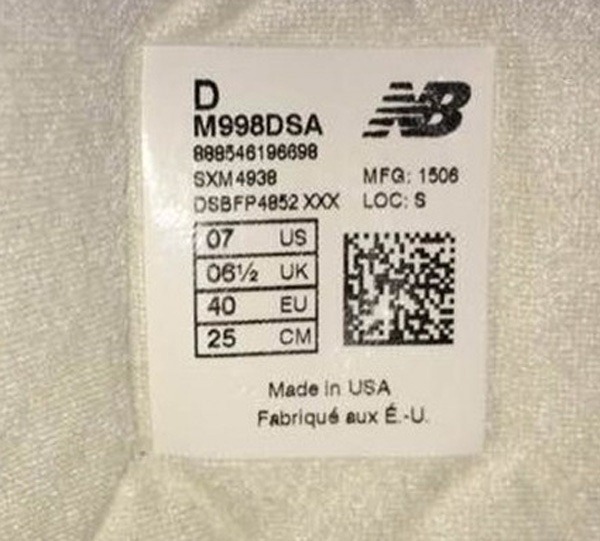 D
M998DSA
888546196698
SXM4938
DSBFP4852 XXX
NB
MFG: 1506
LOC: S
07 US
06½ UK
40 EU
25 CM
Made in USA
Fabriqué aux É.-U.